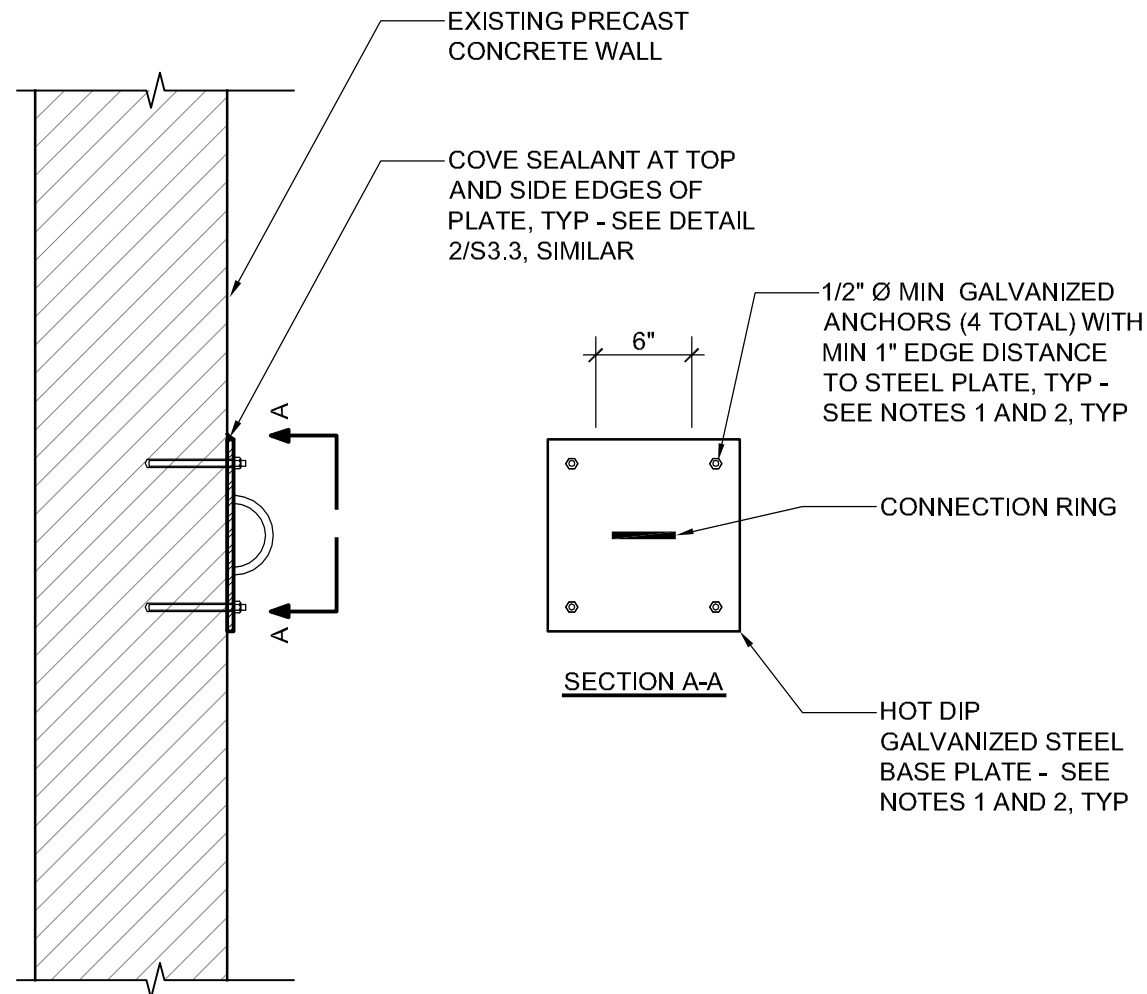 EXISTING PRECAST
CONCRETE WALL
COVE SEALANT AT TOP
AND SIDE EDGES OF
PLATE, TYP - SEE DETAIL
2/S3.3, SIMILAR
1/2" Ø MIN GALVANIZED
ANCHORS (4 TOTAL) WITH
MIN 1" EDGE DISTANCE
TO STEEL PLATE, TYP -
SEE NOTES 1 AND 2, TYP
6"
A
A
CONNECTION RING
SECTION A-A
HOT DIP
GALVANIZED STEEL
BASE PLATE - SEE
NOTES 1 AND 2, TYP